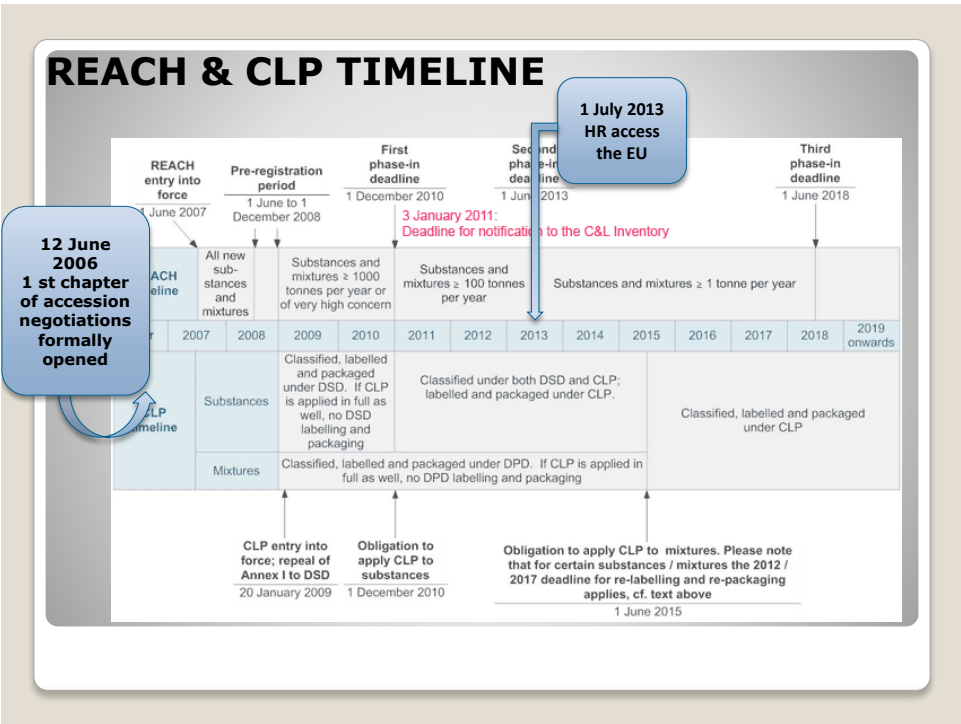 REACH & CLP TIMELINE
1 July 2013
HR access
the EU
12 June
2006
1 st chapter
of accession
negotiations
formally
opened
REACH
entry into
force
1 June 2007
Pre-registration
period
1 June to 1
December 2008
First
phase-in
deadline
1 December 2010
3 January 2011:
Deadline for notification to the C&L Inventory
1 June 2013
Third
phase-in
deadline
1 June 2018
All new
sub-
stances
and
mixtures
Substances and
mixtures ≥ 1000
tonnes per year or
of very high concern
Substances and
mixtures ≥ 100 tonnes
per year
Substances and mixtures ≥ 1 tonne per year
2007 2008 2009 2010 2011 2012 2013 2014 2015 2016 2017 2018 2019
onwards
CLP
timeline
Substances
Classified, labelled
and packaged
under DSD. If CLP
is applied in full as
well, no DSD
labelling and
packaging
Classified under both DSD and CLP;
labelled and packaged under CLP.
Classified, labelled and packaged
under CLP
Mixtures
Classified, labelled and packaged under DPD. If CLP is applied in
full as well, no DPD labelling and packaging
CLP entry into
force; repeal of
Annex I to DSD
20 January 2009
Obligation to
apply CLP to
substances
1 December 2010
Obligation to apply CLP to mixtures. Please note
that for certain substances / mixtures the 2012 /
2017 deadline for re-labelling and re-packaging
applies, cf. text above
1 June 2015